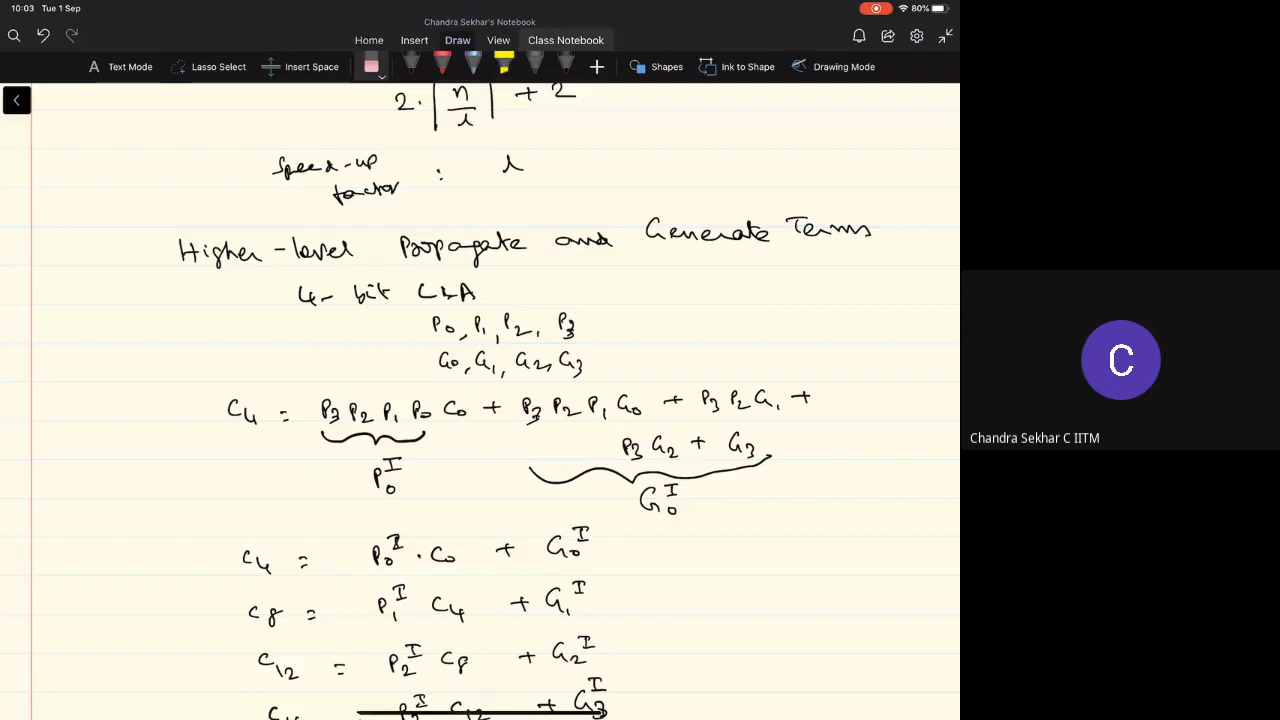 10:03 Tue 1 Sep
80%
Chandra Sekhar's Notebook
Home Insert Draw View Class Notebook
Text Mode Lasso Select Insert Space Shapes Ink to Shape Drawing Mode
2. ⌈n/l⌉ + 2
Speed-up factor : l
Higher-level Propagate and Generate Terms
4-bit CLA
P0, P1, P2, P3
G0, G1, G2, G3
C4 = P3 P2 P1 P0 C0 + P3 P2 P1 G0 + P3 P2 G1 +
P3 G2 + G3
P0^I
G0^I
C4 = P0^I . C0 + G0^I
C8 = P1^I C4 + G1^I
C12 = P2^I C8 + G2^I
C12 + G3^I
C
Chandra Sekhar C IITM